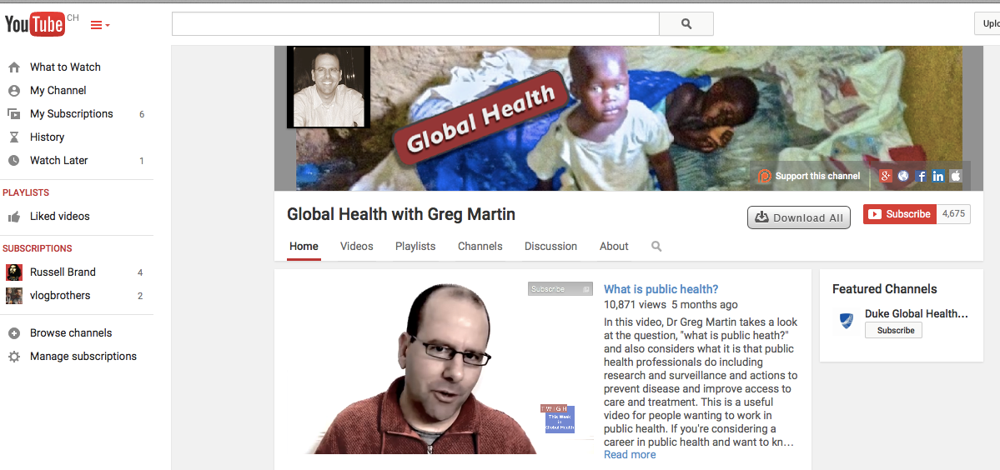 YouTube CH
Uplo
What to Watch
My Channel
My Subscriptions 6
History
Watch Later 1
PLAYLISTS
Liked videos
SUBSCRIPTIONS
Russell Brand 4
vlogbrothers 2
Browse channels
Manage subscriptions
Global Health
Support this channel
Global Health with Greg Martin
Download All
Subscribe 4,675
Home Videos Playlists Channels Discussion About
Subscribe
T W i G H
This Week
in
Global Health
What is public health?
10,871 views 5 months ago
In this video, Dr Greg Martin takes a look
at the question, "what is public heath?"
and also considers what it is that public
health professionals do including
research and surveillance and actions to
prevent disease and improve access to
care and treatment. This is a useful
video for people wanting to work in
public health. If you're considering a
career in public health and want to kn...
Read more
Featured Channels
Duke Global Health...
Subscribe